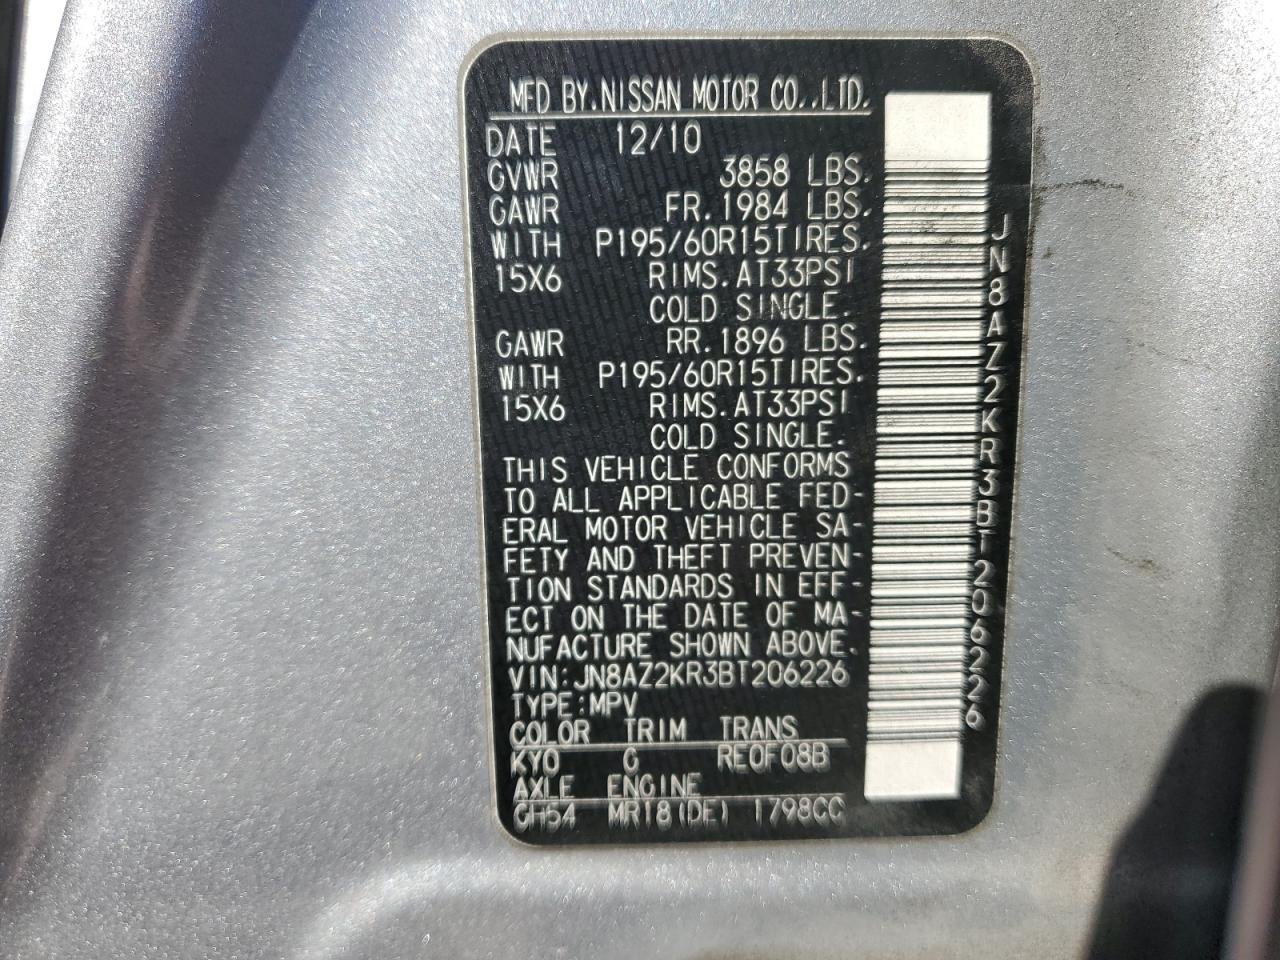 MFD BY.NISSAN MOTOR CO.,LTD.
DATE 12/10
GVWR 3858 LBS.
GAWR FR.1984 LBS.
WITH P195/60R15TIRES.
15X6 RIMS.AT33PSI
COLD SINGLE.
GAWR RR.1896 LBS.
WITH P195/60R15TIRES.
15X6 RIMS.AT33PSI
COLD SINGLE.
THIS VEHICLE CONFORMS
TO ALL APPLICABLE FED-
ERAL MOTOR VEHICLE SA-
FETY AND THEFT PREVEN-
TION STANDARDS IN EFF-
ECT ON THE DATE OF MA-
NUFACTURE SHOWN ABOVE.
VIN:JN8AZ2KR3BT206226
TYPE:MPV
COLOR TRIM TRANS
KY0 G RE0F08B
AXLE ENGINE
GH54 MR18(DE) 1798CC
JN8AZ2KR3BT206226